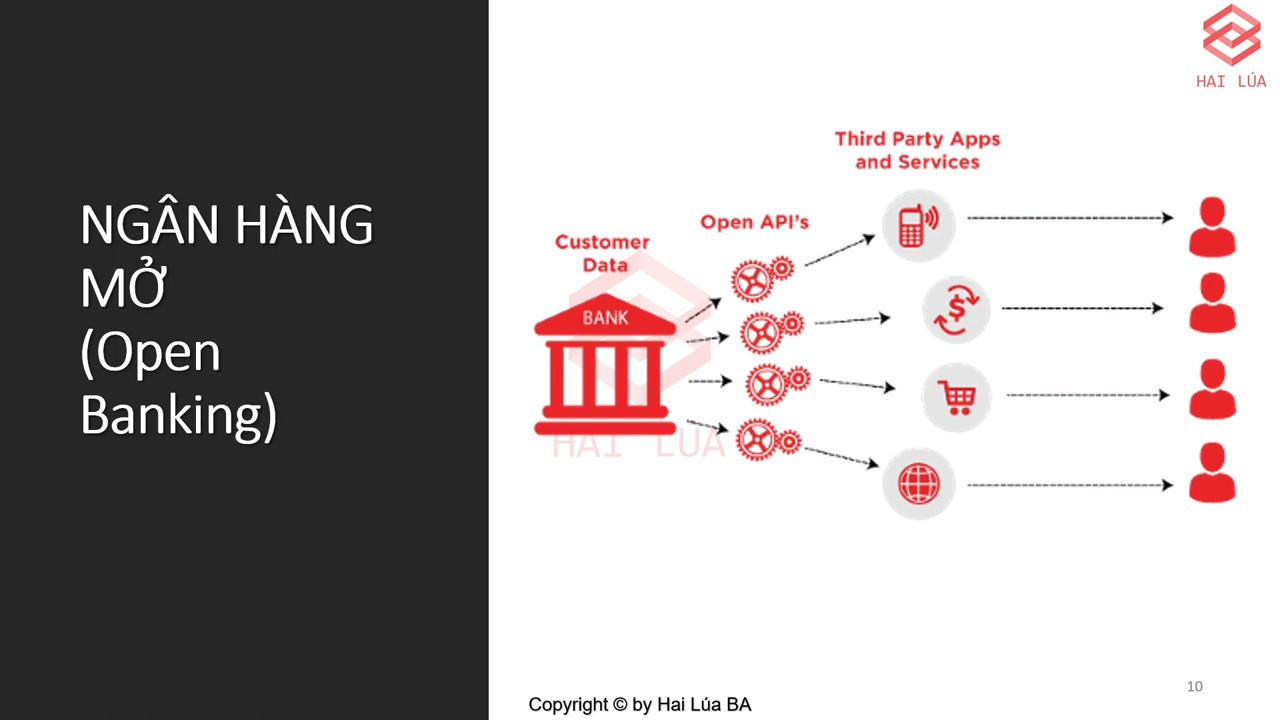 HAI LÚA
NGÂN HÀNG
MỞ
(Open
Banking)
Third Party Apps
and Services
Open API's
Customer
Data
BANK
HAI LÚA
Copyright © by Hai Lúa BA
10